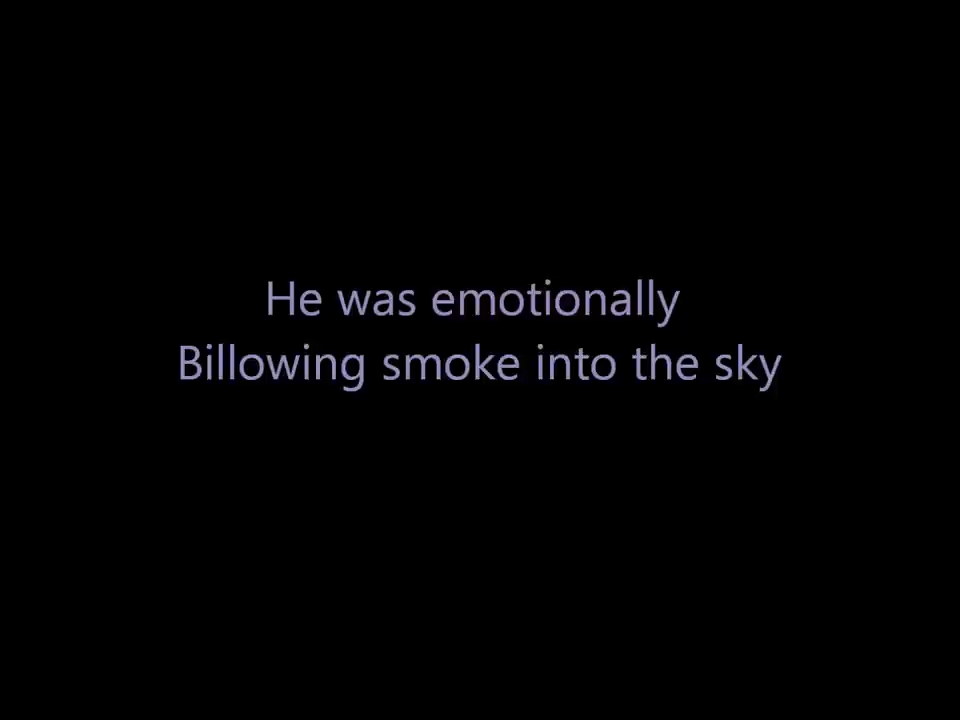 He was emotionally
Billowing smoke into the sky